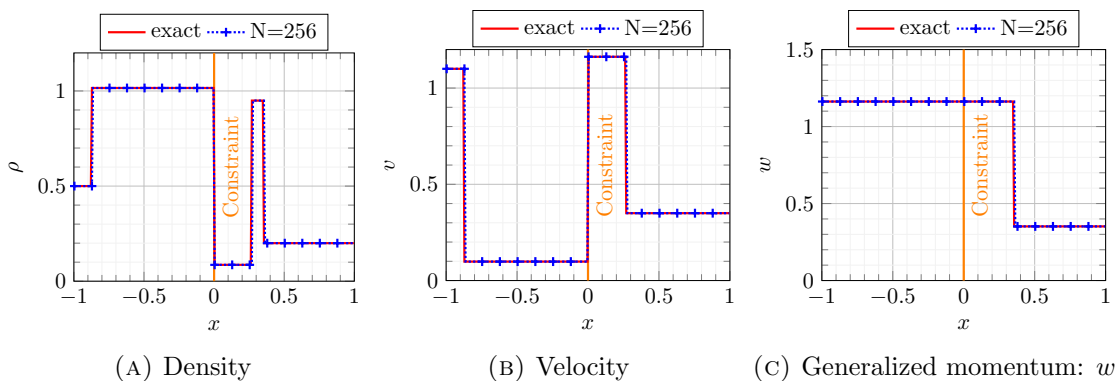 exact N=256
1
0.5
0
ρ
Constraint
−1 −0.5 0 0.5 1
x
(A) Density
exact N=256
1
0.5
0
v
Constraint
−1 −0.5 0 0.5 1
x
(B) Velocity
exact N=256
1.5
1
0.5
0
w
Constraint
−1 −0.5 0 0.5 1
x
(C) Generalized momentum: w